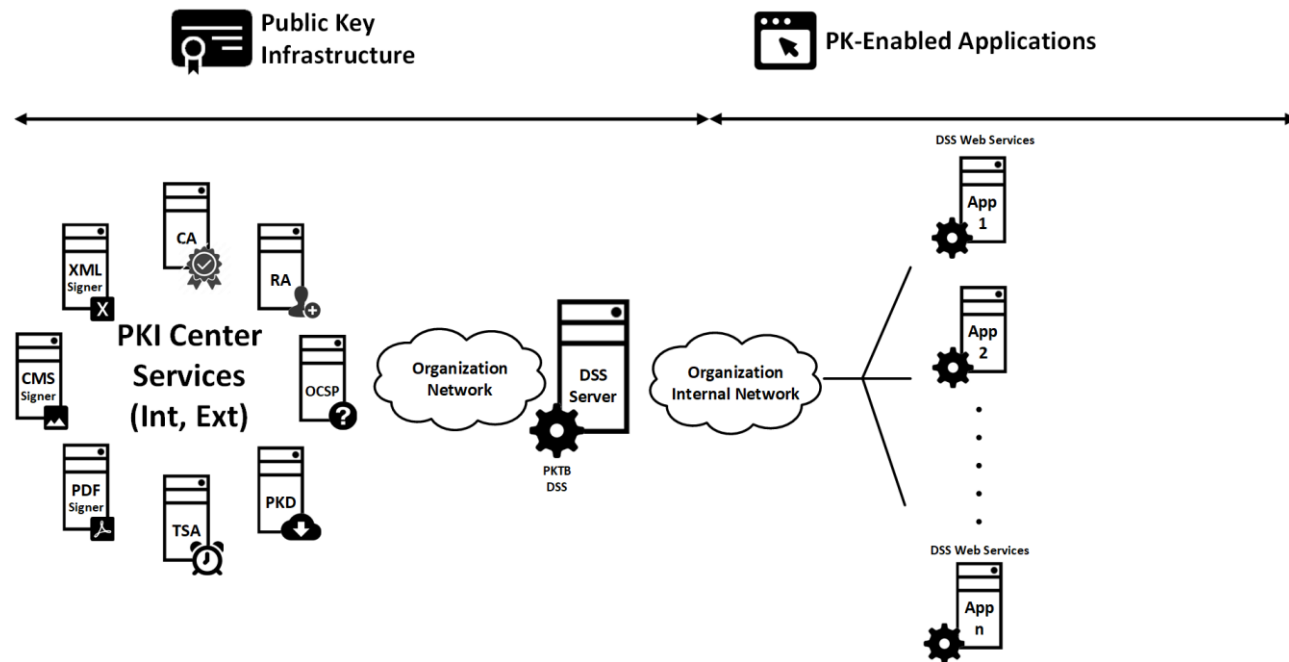 Public Key
Infrastructure
PK-Enabled Applications
DSS Web Services
App
1
CA
XML
Signer
X
RA
PKI Center
Services
(Int, Ext)
CMS
Signer
OCSP
?
Organization
Network
DSS
Server
PKTB
DSS
Organization
Internal Network
App
2
PDF
Signer
TSA
PKD
DSS Web Services
App
n